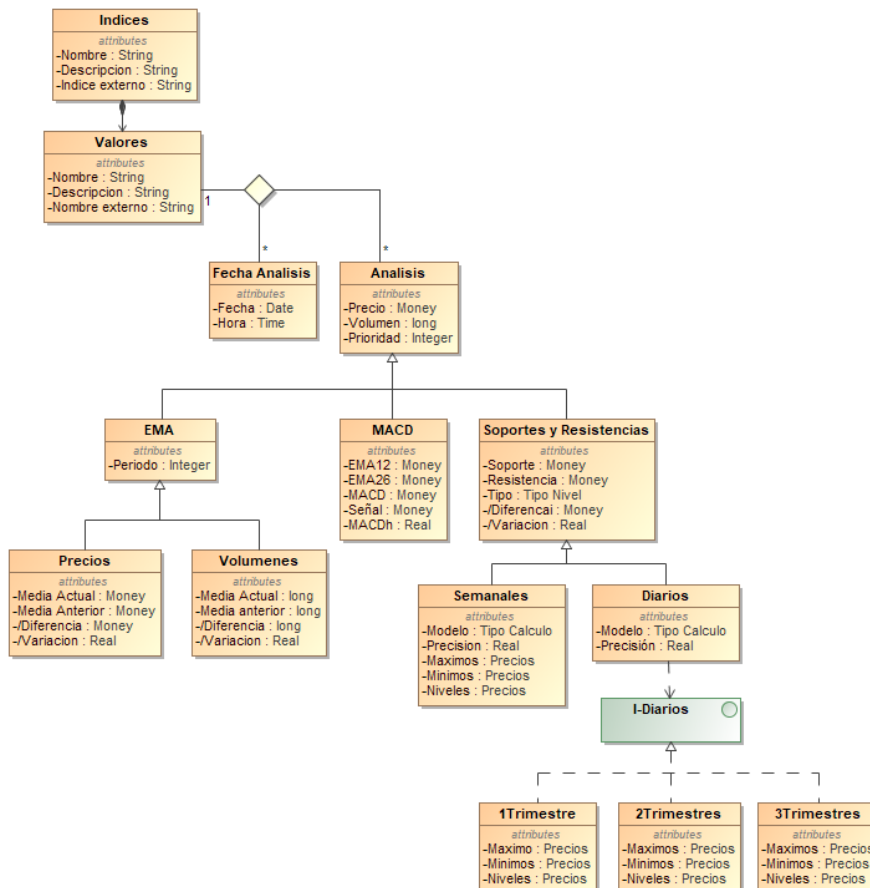 Indices
attributes
-Nombre : String
-Descripcion : String
-Indice externo : String
Valores
attributes
-Nombre : String
-Descripcion : String
-Nombre externo : String
1
*
*
Fecha Analisis
attributes
-Fecha : Date
-Hora : Time
Analisis
attributes
-Precio : Money
-Volumen : long
-Prioridad : Integer
EMA
attributes
-Periodo : Integer
MACD
attributes
-EMA12 : Money
-EMA26 : Money
-MACD : Money
-Señal : Money
-MACDh : Real
Soportes y Resistencias
attributes
-Soporte : Money
-Resistencia : Money
-Tipo : Tipo Nivel
-/Diferencai : Money
-/Variacion : Real
Precios
attributes
-Media Actual : Money
-Media Anterior : Money
-/Diferencia : Money
-/Variacion : Real
Volumenes
attributes
-Media Actual : long
-Media anterior : long
-/Diferencia : long
-/Variacion : Real
Semanales
attributes
-Modelo : Tipo Calculo
-Precision : Real
-Maximos : Precios
-Minimos : Precios
-Niveles : Precios
Diarios
attributes
-Modelo : Tipo Calculo
-Precisión : Real
I-Diarios
1Trimestre
attributes
-Maximo : Precios
-Minimos : Precios
-Niveles : Precios
2Trimestres
attributes
-Maximos : Precios
-Minimos : Precios
-Niveles : Precios
3Trimestres
attributes
-Maximos : Precios
-Minimos : Precios
-Niveles : Precios